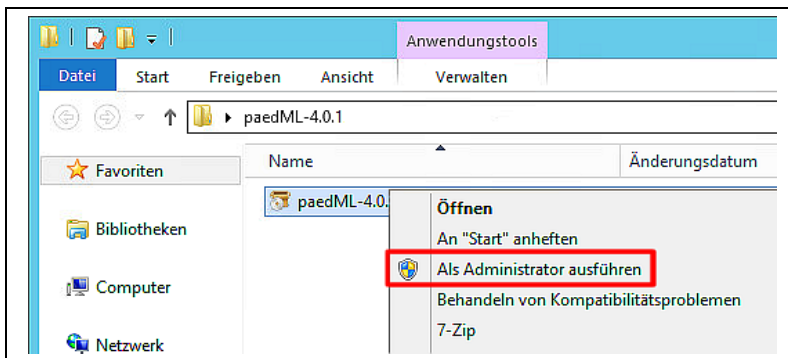 Anwendungstools
Datei Start Freigeben Ansicht Verwalten
paedML-4.0.1
Favoriten
Bibliotheken
Computer
Netzwerk
Name Änderungsdatum
paedML-4.0.
Öffnen
An "Start" anheften
Als Administrator ausführen
Behandeln von Kompatibilitätsproblemen
7-Zip